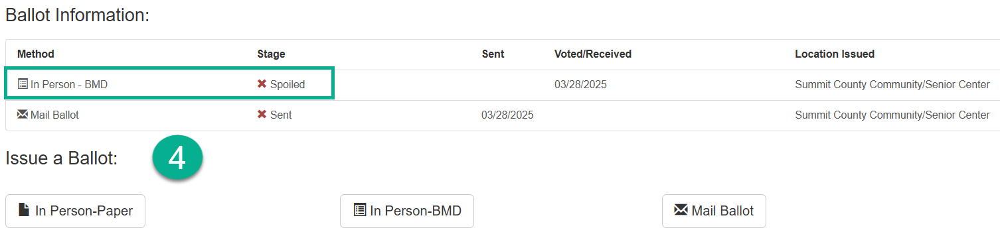 Ballot Information:
Method Stage Sent Voted/Received Location Issued
In Person - BMD Spoiled 03/28/2025 Summit County Community/Senior Center
Mail Ballot Sent 03/28/2025 Summit County Community/Senior Center
Issue a Ballot: 4
In Person-Paper In Person-BMD Mail Ballot